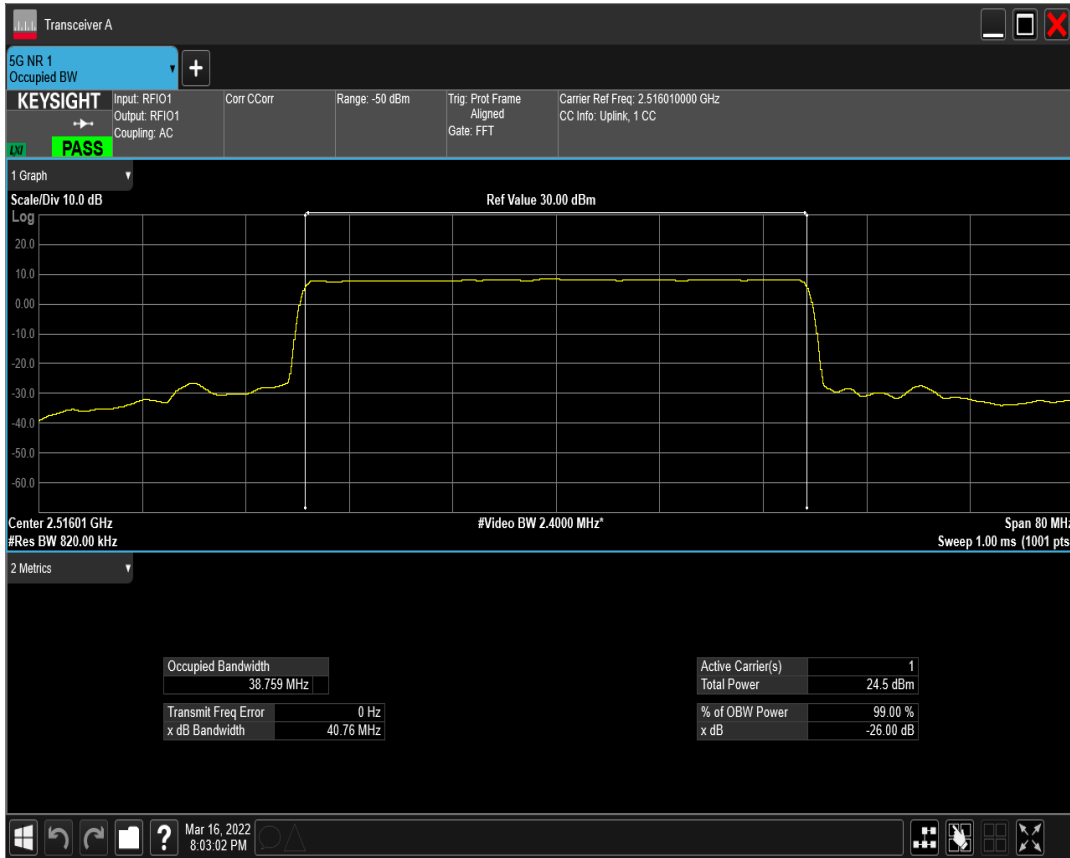 Transceiver A
5G NR 1
Occupied BW
KEYSIGHT
LXI
PASS
Input: RFIO1
Output: RFIO1
Coupling: AC
Corr CCorr
Range: -50 dBm
Trig: Prot Frame
Aligned
Gate: FFT
Carrier Ref Freq: 2.516010000 GHz
CC Info: Uplink, 1 CC
1 Graph
Scale/Div 10.0 dB
Ref Value 30.00 dBm
Log
20.0
10.0
0.00
-10.0
-20.0
-30.0
-40.0
-50.0
-60.0
Center 2.51601 GHz
#Video BW 2.4000 MHz*
Span 80 MHz
#Res BW 820.00 kHz
Sweep 1.00 ms (1001 pts
2 Metrics
Occupied Bandwidth
38.759 MHz
Transmit Freq Error 0 Hz
x dB Bandwidth 40.76 MHz
Active Carrier(s) 1
Total Power 24.5 dBm
% of OBW Power 99.00 %
x dB -26.00 dB
?
Mar 16, 2022
8:03:02 PM